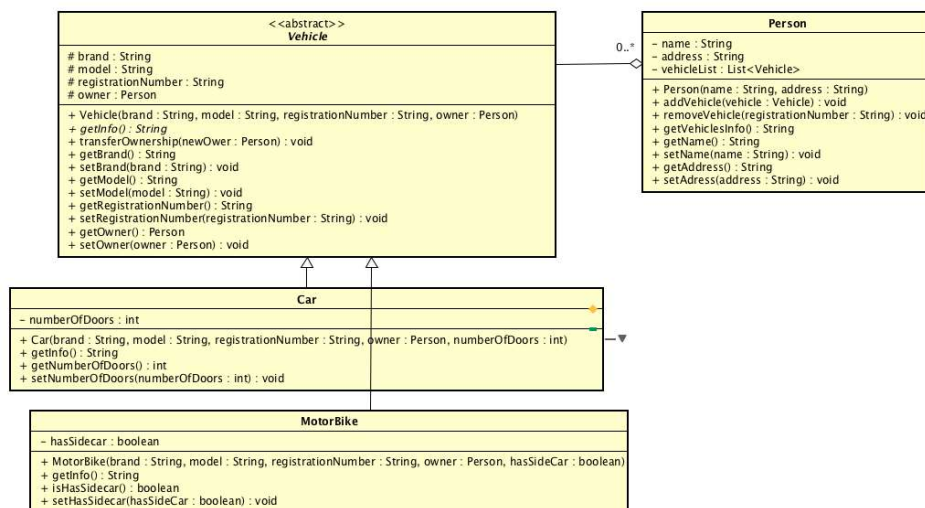 <<abstract>>
Vehicle
# brand : String
# model : String
# registrationNumber : String
# owner : Person
+ Vehicle(brand : String, model : String, registrationNumber : String, owner : Person)
+ getInfo() : String
+ transferOwnership(newOwer : Person) : void
+ getBrand() : String
+ setBrand(brand : String) : void
+ getModel() : String
+ setModel(model : String) : void
+ getRegistrationNumber() : String
+ setRegistrationNumber(registrationNumber : String) : void
+ getOwner() : Person
+ setOwner(owner : Person) : void
0..*
Person
- name : String
- address : String
- vehicleList : List<Vehicle>
+ Person(name : String, address : String)
+ addVehicle(vehicle : Vehicle) : void
+ removeVehicle(registrationNumber : String) : void
+ getVehiclesInfo() : String
+ getName() : String
+ setName(name : String) : void
+ getAddress() : String
+ setAdress(address : String) : void
Car
- numberOfDoors : int
+ Car(brand : String, model : String, registrationNumber : String, owner : Person, numberOfDoors : int)
+ getInfo() : String
+ getNumberOfDoors() : int
+ setNumberOfDoors(numberOfDoors : int) : void
MotorBike
- hasSidecar : boolean
+ MotorBike(brand : String, model : String, registrationNumber : String, owner : Person, hasSideCar : boolean)
+ getInfo() : String
+ isHasSidecar() : boolean
+ setHasSidecar(hasSideCar : boolean) : void